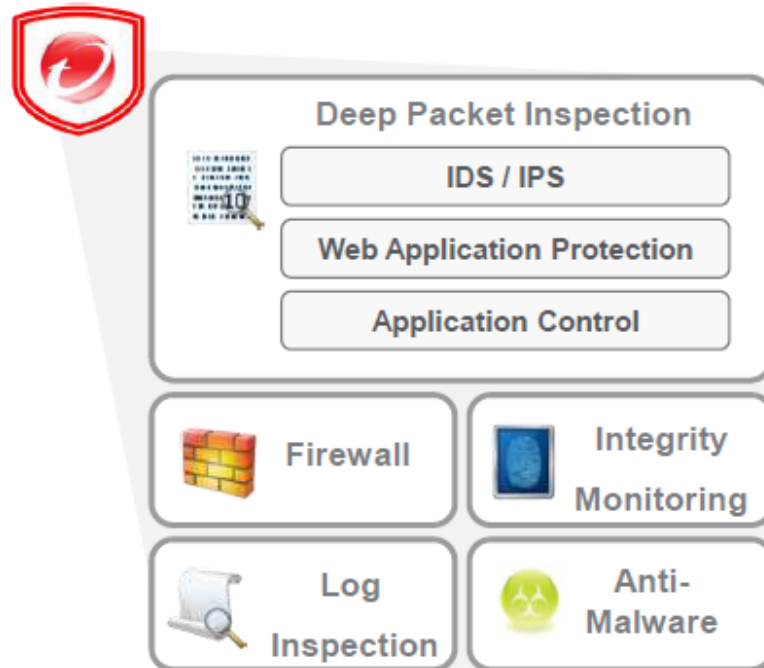 Deep Packet Inspection
IDS / IPS
Web Application Protection
Application Control
Firewall
Integrity
Monitoring
Log
Inspection
Anti-
Malware